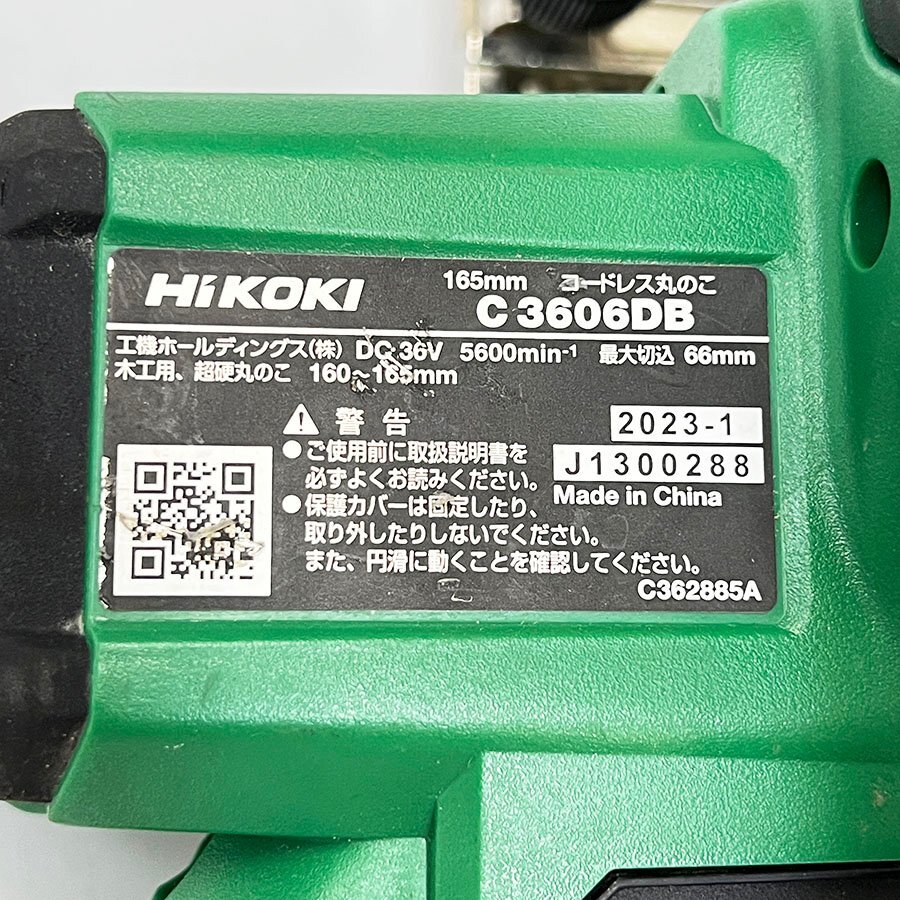 HiKOKI
165mm コードレス丸のこ
C 3606DB
工機ホールディングス(株) DC 36V 5600min-1 最大切込 66mm
木工用、超硬丸のこ 160~165mm
警告
●ご使用前に取扱説明書を
必ずよくお読みください。
●保護カバーは固定したり、
取り外したりしないでください。
また、円滑に動くことを確認してください。
2023-1
J1300288
Made in China
C362885A